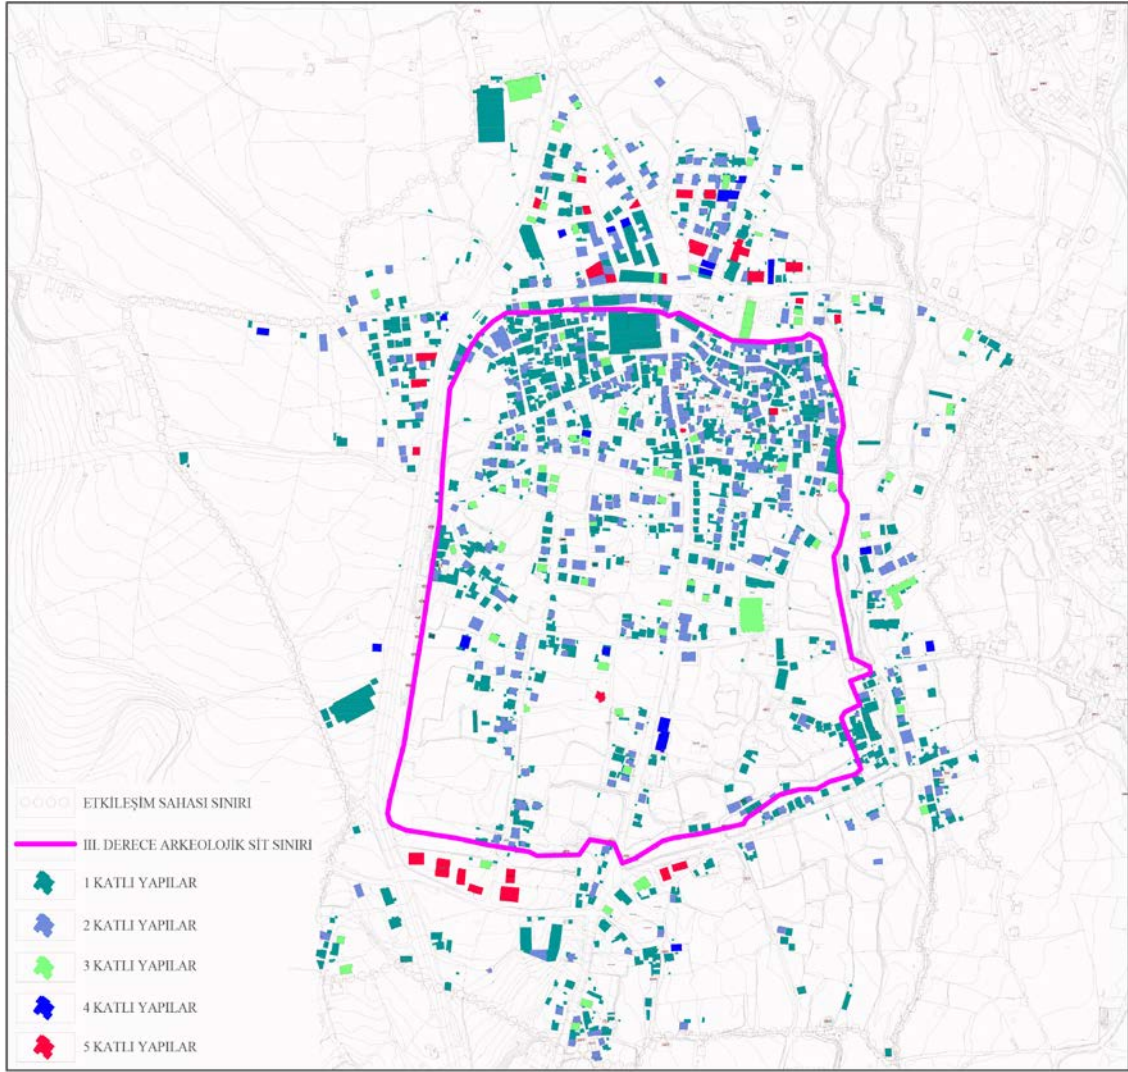 ETKİLEŞİM SAHASI SINIRI
III. DERECE ARKEOLOJİK SİT SINIRI
1 KATLI YAPILAR
2 KATLI YAPILAR
3 KATLI YAPILAR
4 KATLI YAPILAR
5 KATLI YAPILAR